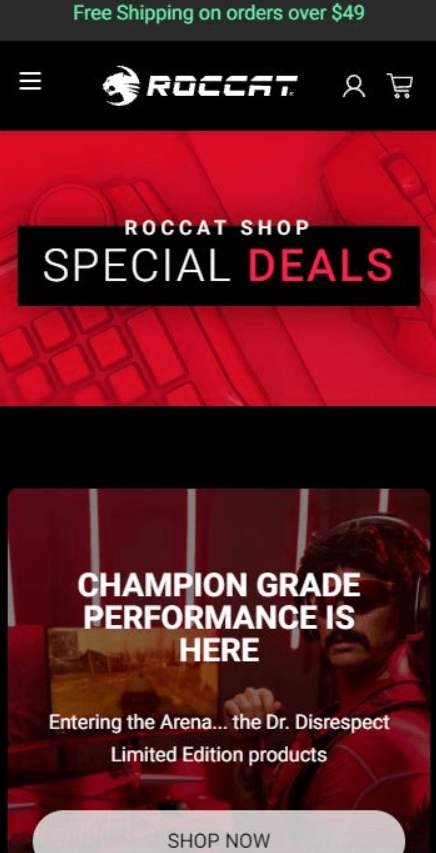 Free Shipping on orders over $49
ROCCAT
ROCCAT SHOP
SPECIAL DEALS
CHAMPION GRADE
PERFORMANCE IS
HERE
Entering the Arena... the Dr. Disrespect
Limited Edition products
SHOP NOW